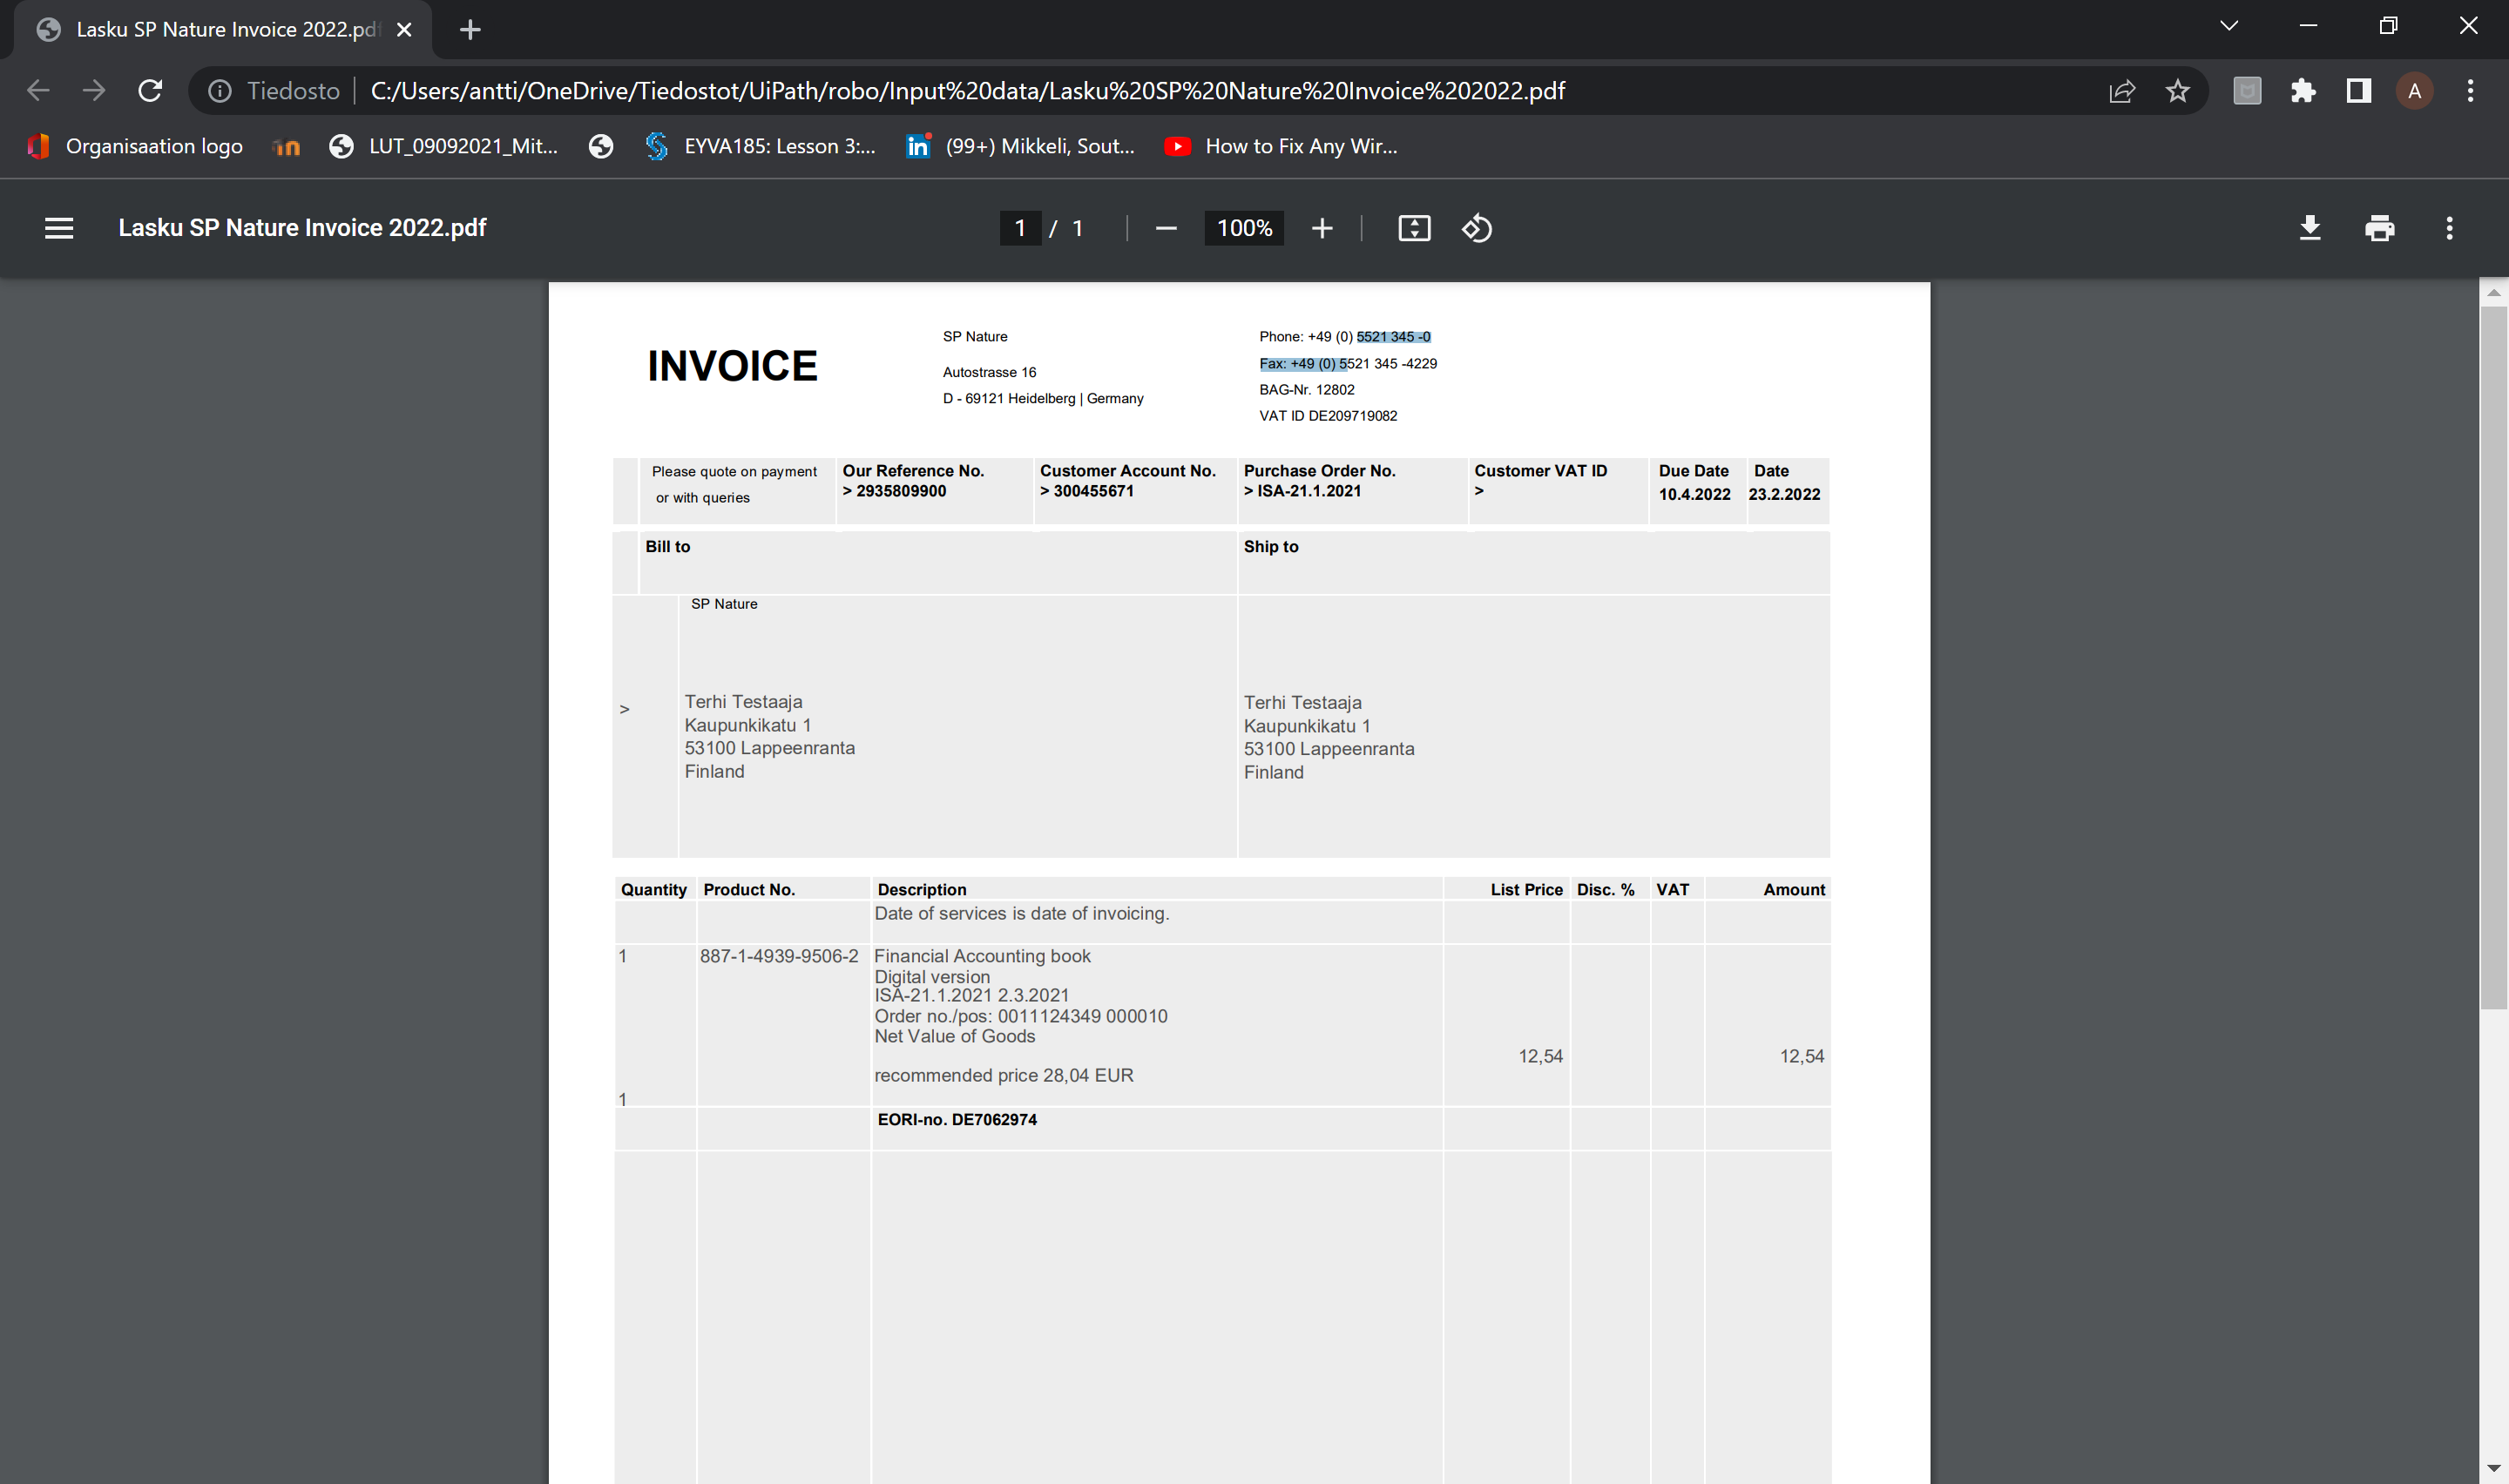 Lasku SP Nature Invoice 2022.pdf
Tiedosto C:/Users/antti/OneDrive/Tiedostot/UiPath/robo/Input%20data/Lasku%20SP%20Nature%20Invoice%202022.pdf A
Organisaation logo LUT_09092021_Mit... EYVA185: Lesson 3:... in (99+) Mikkeli, Sout... How to Fix Any Wir...
Lasku SP Nature Invoice 2022.pdf 1 / 1 100%
INVOICE
SP Nature
Autostrasse 16
D - 69121 Heidelberg | Germany
Phone: +49 (0) 5521 345 -0
Fax: +49 (0) 5521 345 -4229
BAG-Nr. 12802
VAT ID DE209719082
Please quote on payment
or with queries
Our Reference No.
> 2935809900
Customer Account No.
> 300455671
Purchase Order No.
> ISA-21.1.2021
Customer VAT ID
>
Due Date
10.4.2022
Date
23.2.2022
Bill to
Ship to
SP Nature
>
Terhi Testaaja
Kaupunkikatu 1
53100 Lappeenranta
Finland
Terhi Testaaja
Kaupunkikatu 1
53100 Lappeenranta
Finland
Quantity Product No. Description List Price Disc. % VAT Amount
Date of services is date of invoicing.
1 887-1-4939-9506-2 Financial Accounting book
Digital version
ISA-21.1.2021 2.3.2021
Order no./pos: 0011124349 000010
Net Value of Goods
12,54 12,54
recommended price 28,04 EUR
1
EORI-no. DE7062974